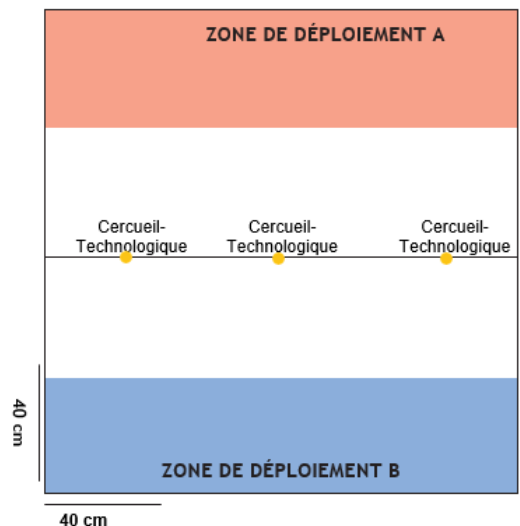 ZONE DE DÉPLOIEMENT A
Cercueil-
Technologique
Cercueil-
Technologique
Cercueil-
Technologique
40 cm
ZONE DE DÉPLOIEMENT B
40 cm